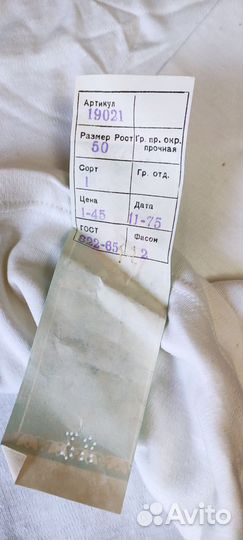 Артикул
19021
Размер Рост Гр. пр. окр.
50 прочная
Сорт Гр. отд.
1
Цена Дата
1-45 11-75
ГОСТ Фасон
2
Avito